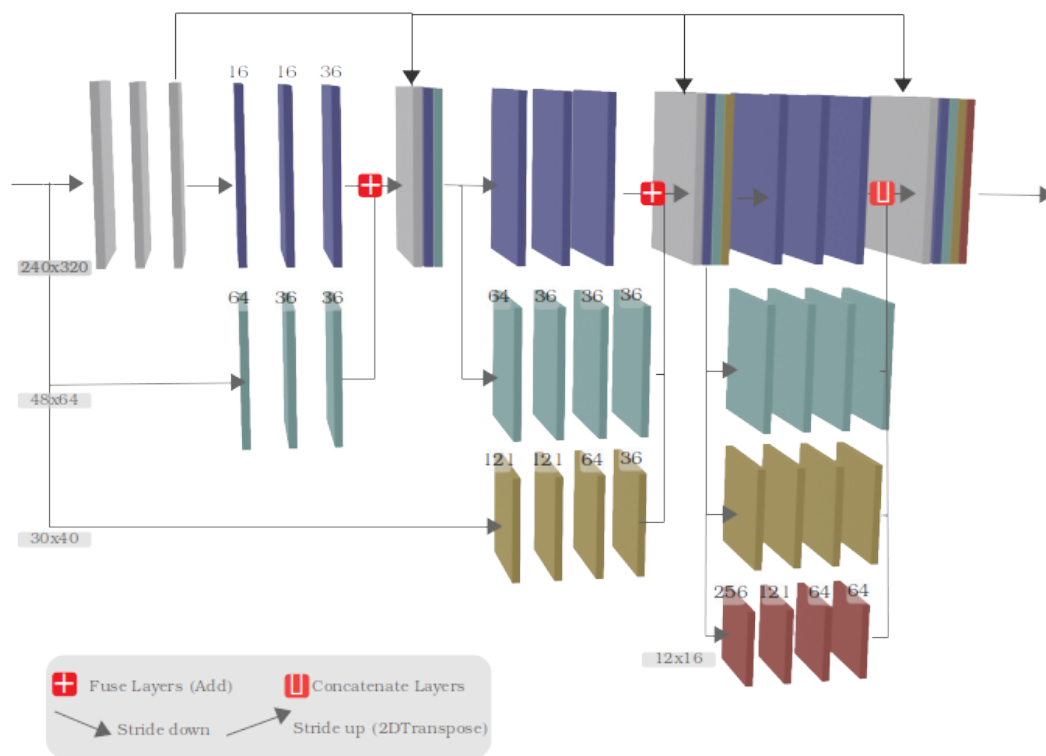 16 16 36
240x320
64 36 36
64 36 36 36
48x64
121 121 64 36
30x40
256 121 64 64
12x16
Fuse Layers (Add) Concatenate Layers
Stride down Stride up (2DTranspose)